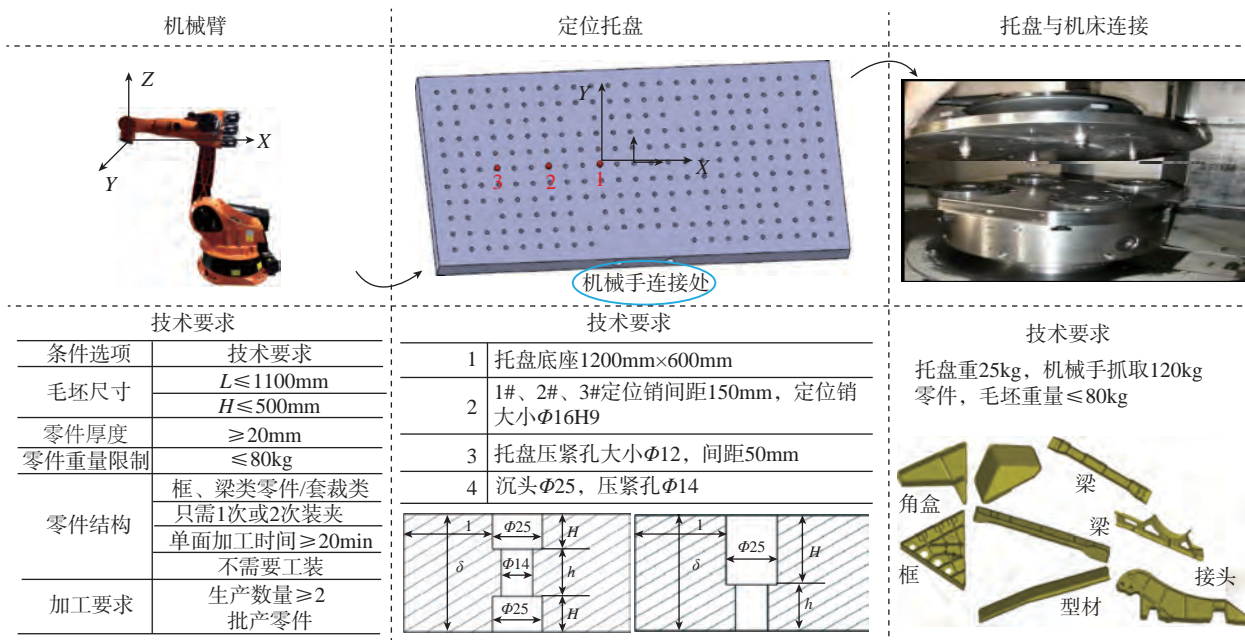 机械臂
定位托盘
托盘与机床连接
Z
X
Y
Y
X
3
2
1
机械手连接处
技术要求
条件选项
技术要求
毛坯尺寸
L≤1100mm
H≤500mm
零件厚度
≥20mm
零件重量限制
≤80kg
零件结构
框、梁类零件/套裁类
只需1次或2次装夹
单面加工时间≥20min
不需要工装
加工要求
生产数量≥2
批产零件
技术要求
1 托盘底座1200mm×600mm
2 1#、2#、3#定位销间距150mm，定位销
大小Φ16H9
3 托盘压紧孔大小Φ12，间距50mm
4 沉头Φ25，压紧孔Φ14
1
Φ25
H
δ
Φ14
h
Φ25
H
1
Φ25
H
δ
h
技术要求
托盘重25kg，机械手抓取120kg
零件，毛坯重量≤80kg
角盒
梁
框
梁
接头
型材